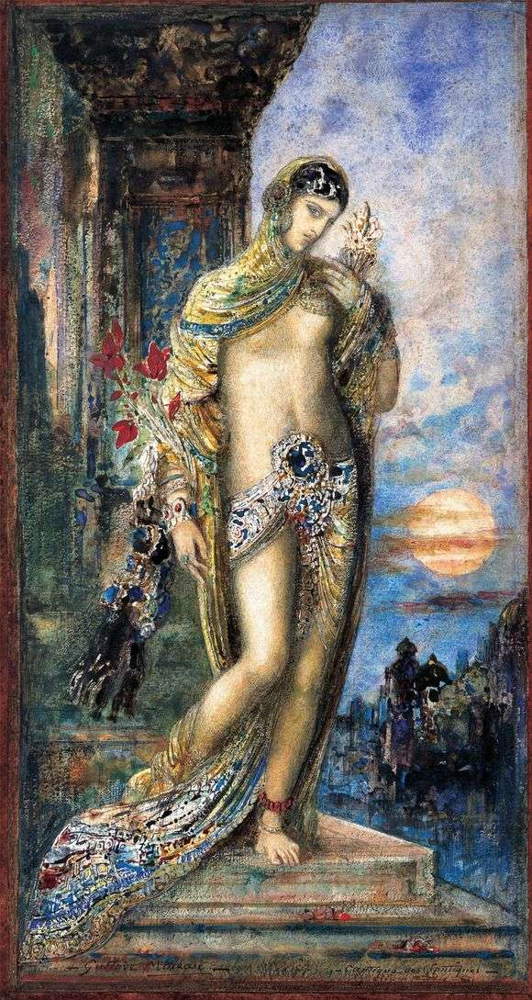 — Gustave Moreau —
— Cantique des Cantiques —